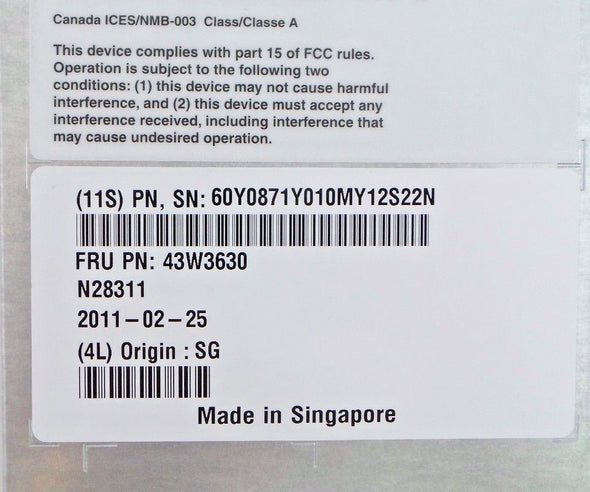 Canada ICES/NMB-003 Class/Classe A
This device complies with part 15 of FCC rules.
Operation is subject to the following two
conditions: (1) this device may not cause harmful
interference, and (2) this device must accept any
interference received, including interference that
may cause undesired operation.
(11S) PN, SN: 60Y0871Y010MY12S22N
FRU PN: 43W3630
N28311
2011-02-25
(4L) Origin : SG
Made in Singapore